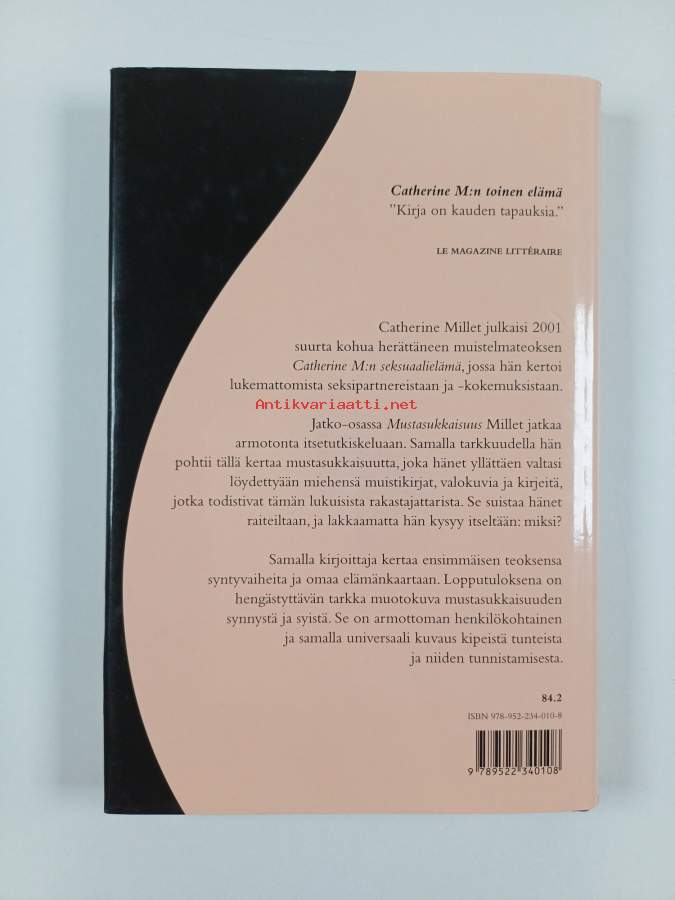 Catherine M:n toinen elämä
”Kirja on kauden tapauksia.”
LE MAGAZINE LITTÉRAIRE
Catherine Millet julkaisi 2001
suurta kohua herättäneen muistelmateoksen
Catherine M:n seksuaalielämä, jossa hän kertoi
lukemattomista seksipartnereistaan ja -kokemuksistaan.
Antikvariaatti.net
Jatko-osassa Mustasukkaisuus Millet jatkaa
armotonta itsetutkiskeluaan. Samalla tarkkuudella hän
pohtii tällä kertaa mustasukkaisuutta, joka hänet yllättäen valtasi
löydettyään miehensä muistikirjat, valokuvia ja kirjeitä,
jotka todistivat tämän lukuisista rakastajattarista. Se suistaa hänet
raiteiltaan, ja lakkaamatta hän kysyy itseltään: miksi?
Samalla kirjoittaja kertaa ensimmäisen teoksensa
syntyvaiheita ja omaa elämänkaartaan. Lopputuloksena on
hengästyttävän tarkka muotokuva mustasukkaisuuden
synnystä ja syistä. Se on armottoman henkilökohtainen
ja samalla universaali kuvaus kipeistä tunteista
ja niiden tunnistamisesta.
84.2
ISBN 978-952-234-010-8
9 789522 340108